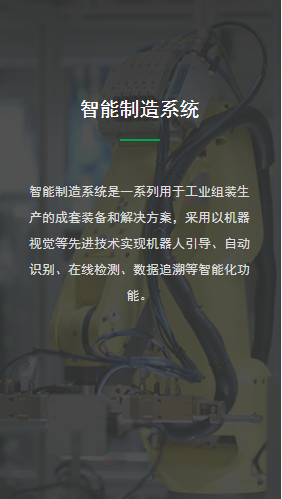 智能制造系统
智能制造系统是一系列用于工业组装生
产的成套装备和解决方案，采用以机器
视觉等先进技术实现机器人引导、自动
识别、在线检测、数据追溯等智能化功
能。